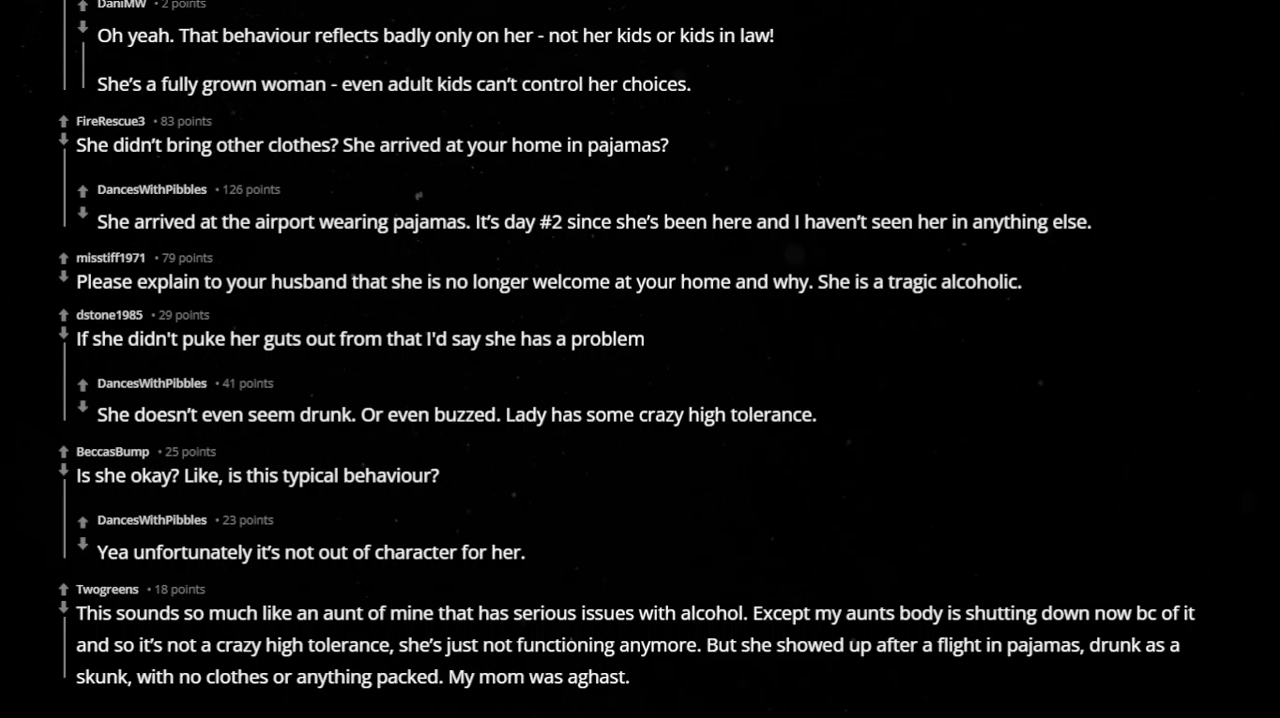 DaniMW • 2 points
Oh yeah. That behaviour reflects badly only on her - not her kids or kids in law!
She’s a fully grown woman - even adult kids can’t control her choices.
FireRescue3 • 83 points
She didn’t bring other clothes? She arrived at your home in pajamas?
DancesWithPibbles • 126 points
She arrived at the airport wearing pajamas. It’s day #2 since she’s been here and I haven’t seen her in anything else.
misstiff1971 • 79 points
Please explain to your husband that she is no longer welcome at your home and why. She is a tragic alcoholic.
dstone1985 • 29 points
If she didn't puke her guts out from that I'd say she has a problem
DancesWithPibbles • 41 points
She doesn’t even seem drunk. Or even buzzed. Lady has some crazy high tolerance.
BeccasBump • 25 points
Is she okay? Like, is this typical behaviour?
DancesWithPibbles • 23 points
Yea unfortunately it’s not out of character for her.
Twogreens • 18 points
This sounds so much like an aunt of mine that has serious issues with alcohol. Except my aunts body is shutting down now bc of it
and so it’s not a crazy high tolerance, she’s just not functioning anymore. But she showed up after a flight in pajamas, drunk as a
skunk, with no clothes or anything packed. My mom was aghast.